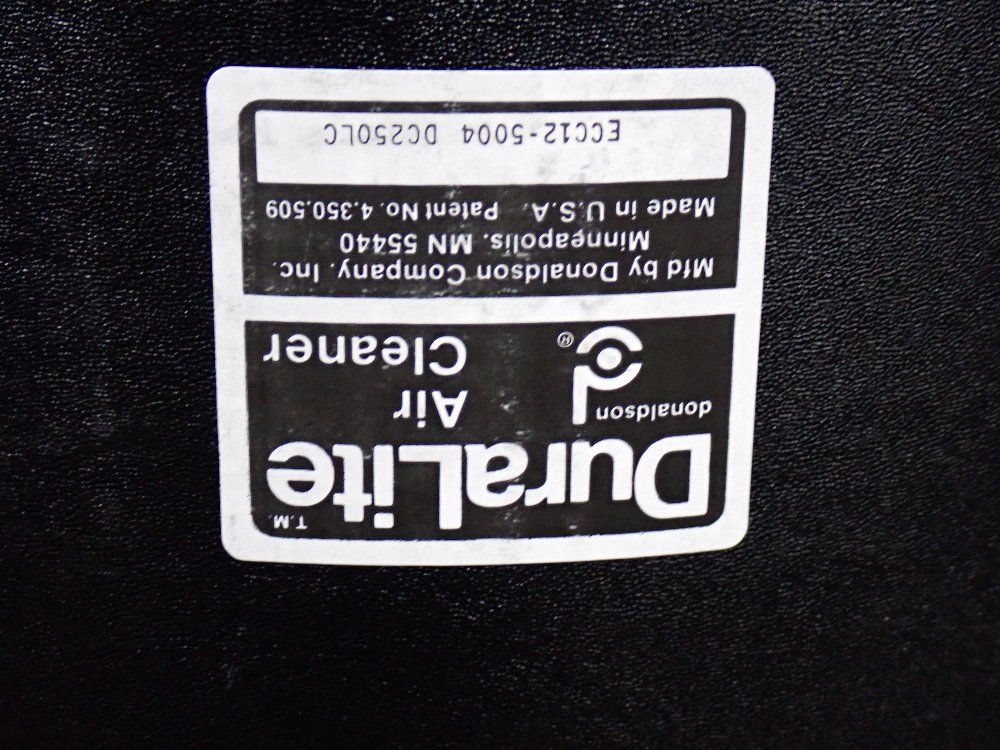 DuraLite T.M.
donaldson
Air
Cleaner
®
Mfd by Donaldson Company. Inc.
Minneapolis. MN 55440
Made in U.S.A. Patent No. 4.350.509
ECC12-5004 DC250LC